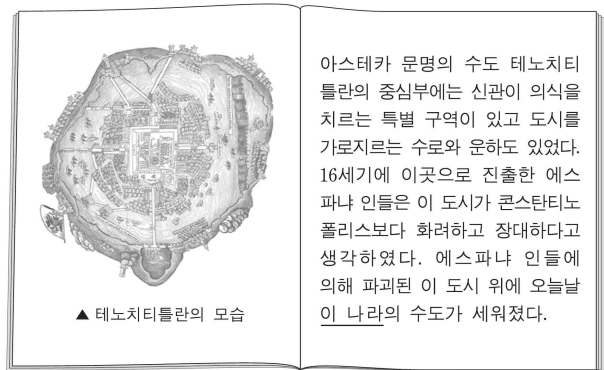 ▲ 테노치티틀란의 모습
아스테카 문명의 수도 테노치티
틀란의 중심부에는 신관이 의식을
치르는 특별 구역이 있고 도시를
가로지르는 수로와 운하도 있었다.
16세기에 이곳으로 진출한 에스
파냐 인들은 이 도시가 콘스탄티노
폴리스보다 화려하고 장대하다고
생각하였다. 에스파냐 인들에
의해 파괴된 이 도시 위에 오늘날
이 나라의 수도가 세워졌다.